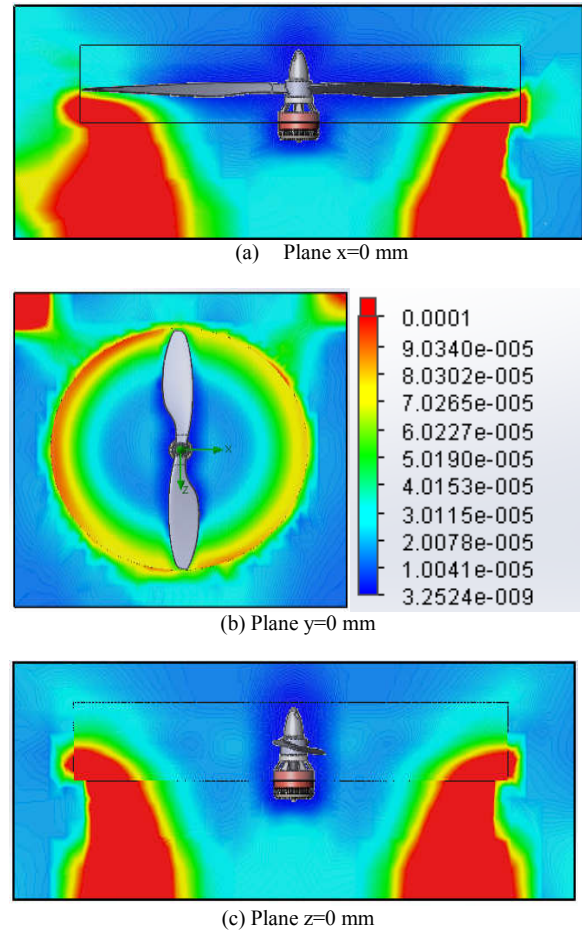 (a) Plane x=0 mm
X
Z
0.0001
9.0340e-005
8.0302e-005
7.0265e-005
6.0227e-005
5.0190e-005
4.0153e-005
3.0115e-005
2.0078e-005
1.0041e-005
3.2524e-009
(b) Plane y=0 mm
(c) Plane z=0 mm